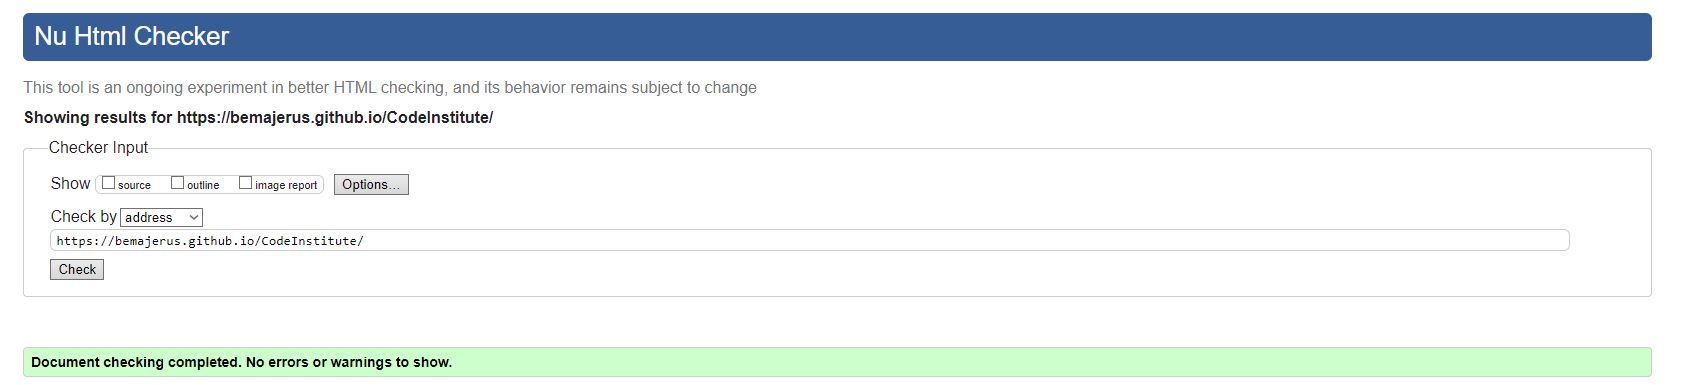 Nu Html Checker
This tool is an ongoing experiment in better HTML checking, and its behavior remains subject to change
Showing results for https://bemajerus.github.io/CodeInstitute/
Checker Input
Show source outline image report Options...
Check by address
https://bemajerus.github.io/CodeInstitute/
Check
Document checking completed. No errors or warnings to show.